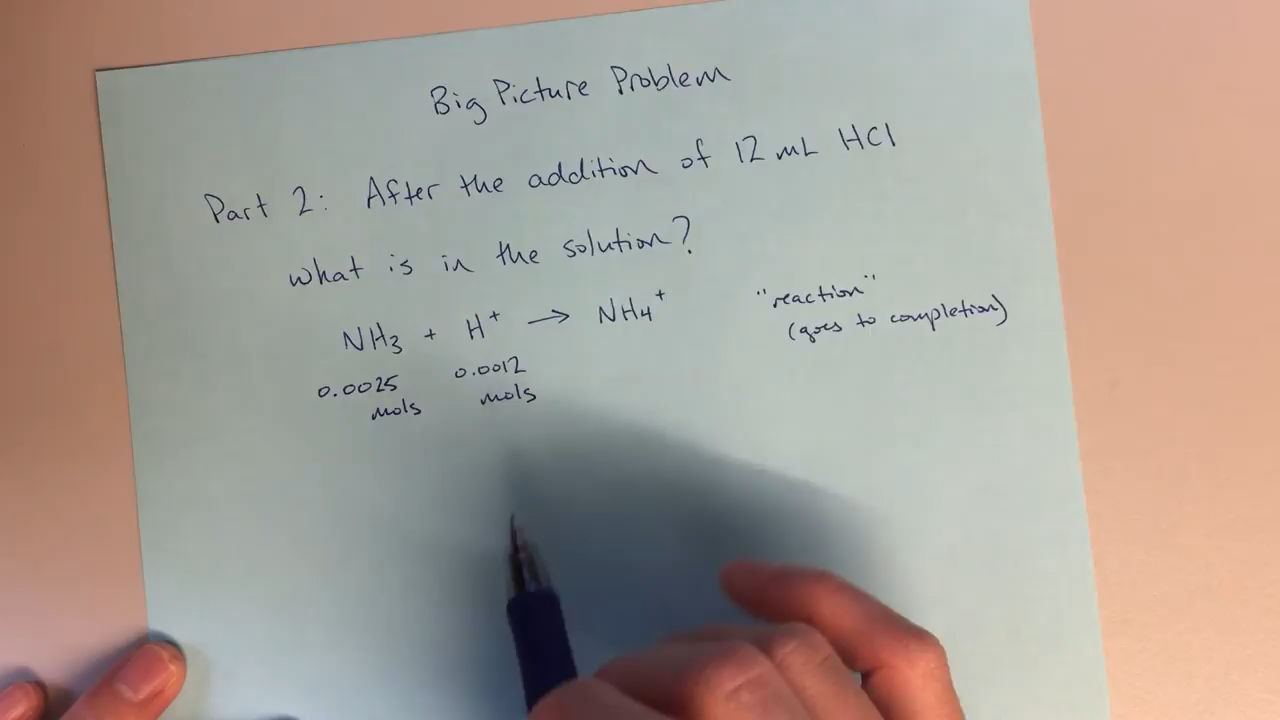 Big Picture Problem
Part 2: After the addition of 12 mL HCl
what is in the solution?
NH₃ + H⁺ → NH₄⁺ "reaction"
(goes to completion)
0.0025 0.0012
mols mols